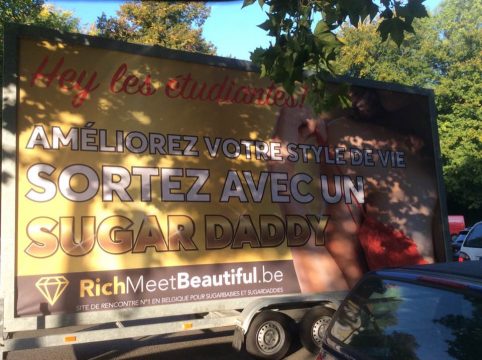 Hey les étudiantes!
AMÉLIOREZ VOTRE STYLE DE VIE
SORTEZ AVEC UN
SUGAR DADDY
RichMeetBeautiful.be
SITE DE RENCONTRE N°1 EN BELGIQUE POUR SUGARBABIES ET SUGARDADDIES